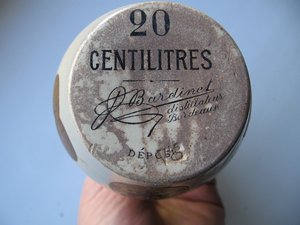 20
CENTILITRES
P Bardinet
distillateur
Bordeaux
DÉPOSÉ